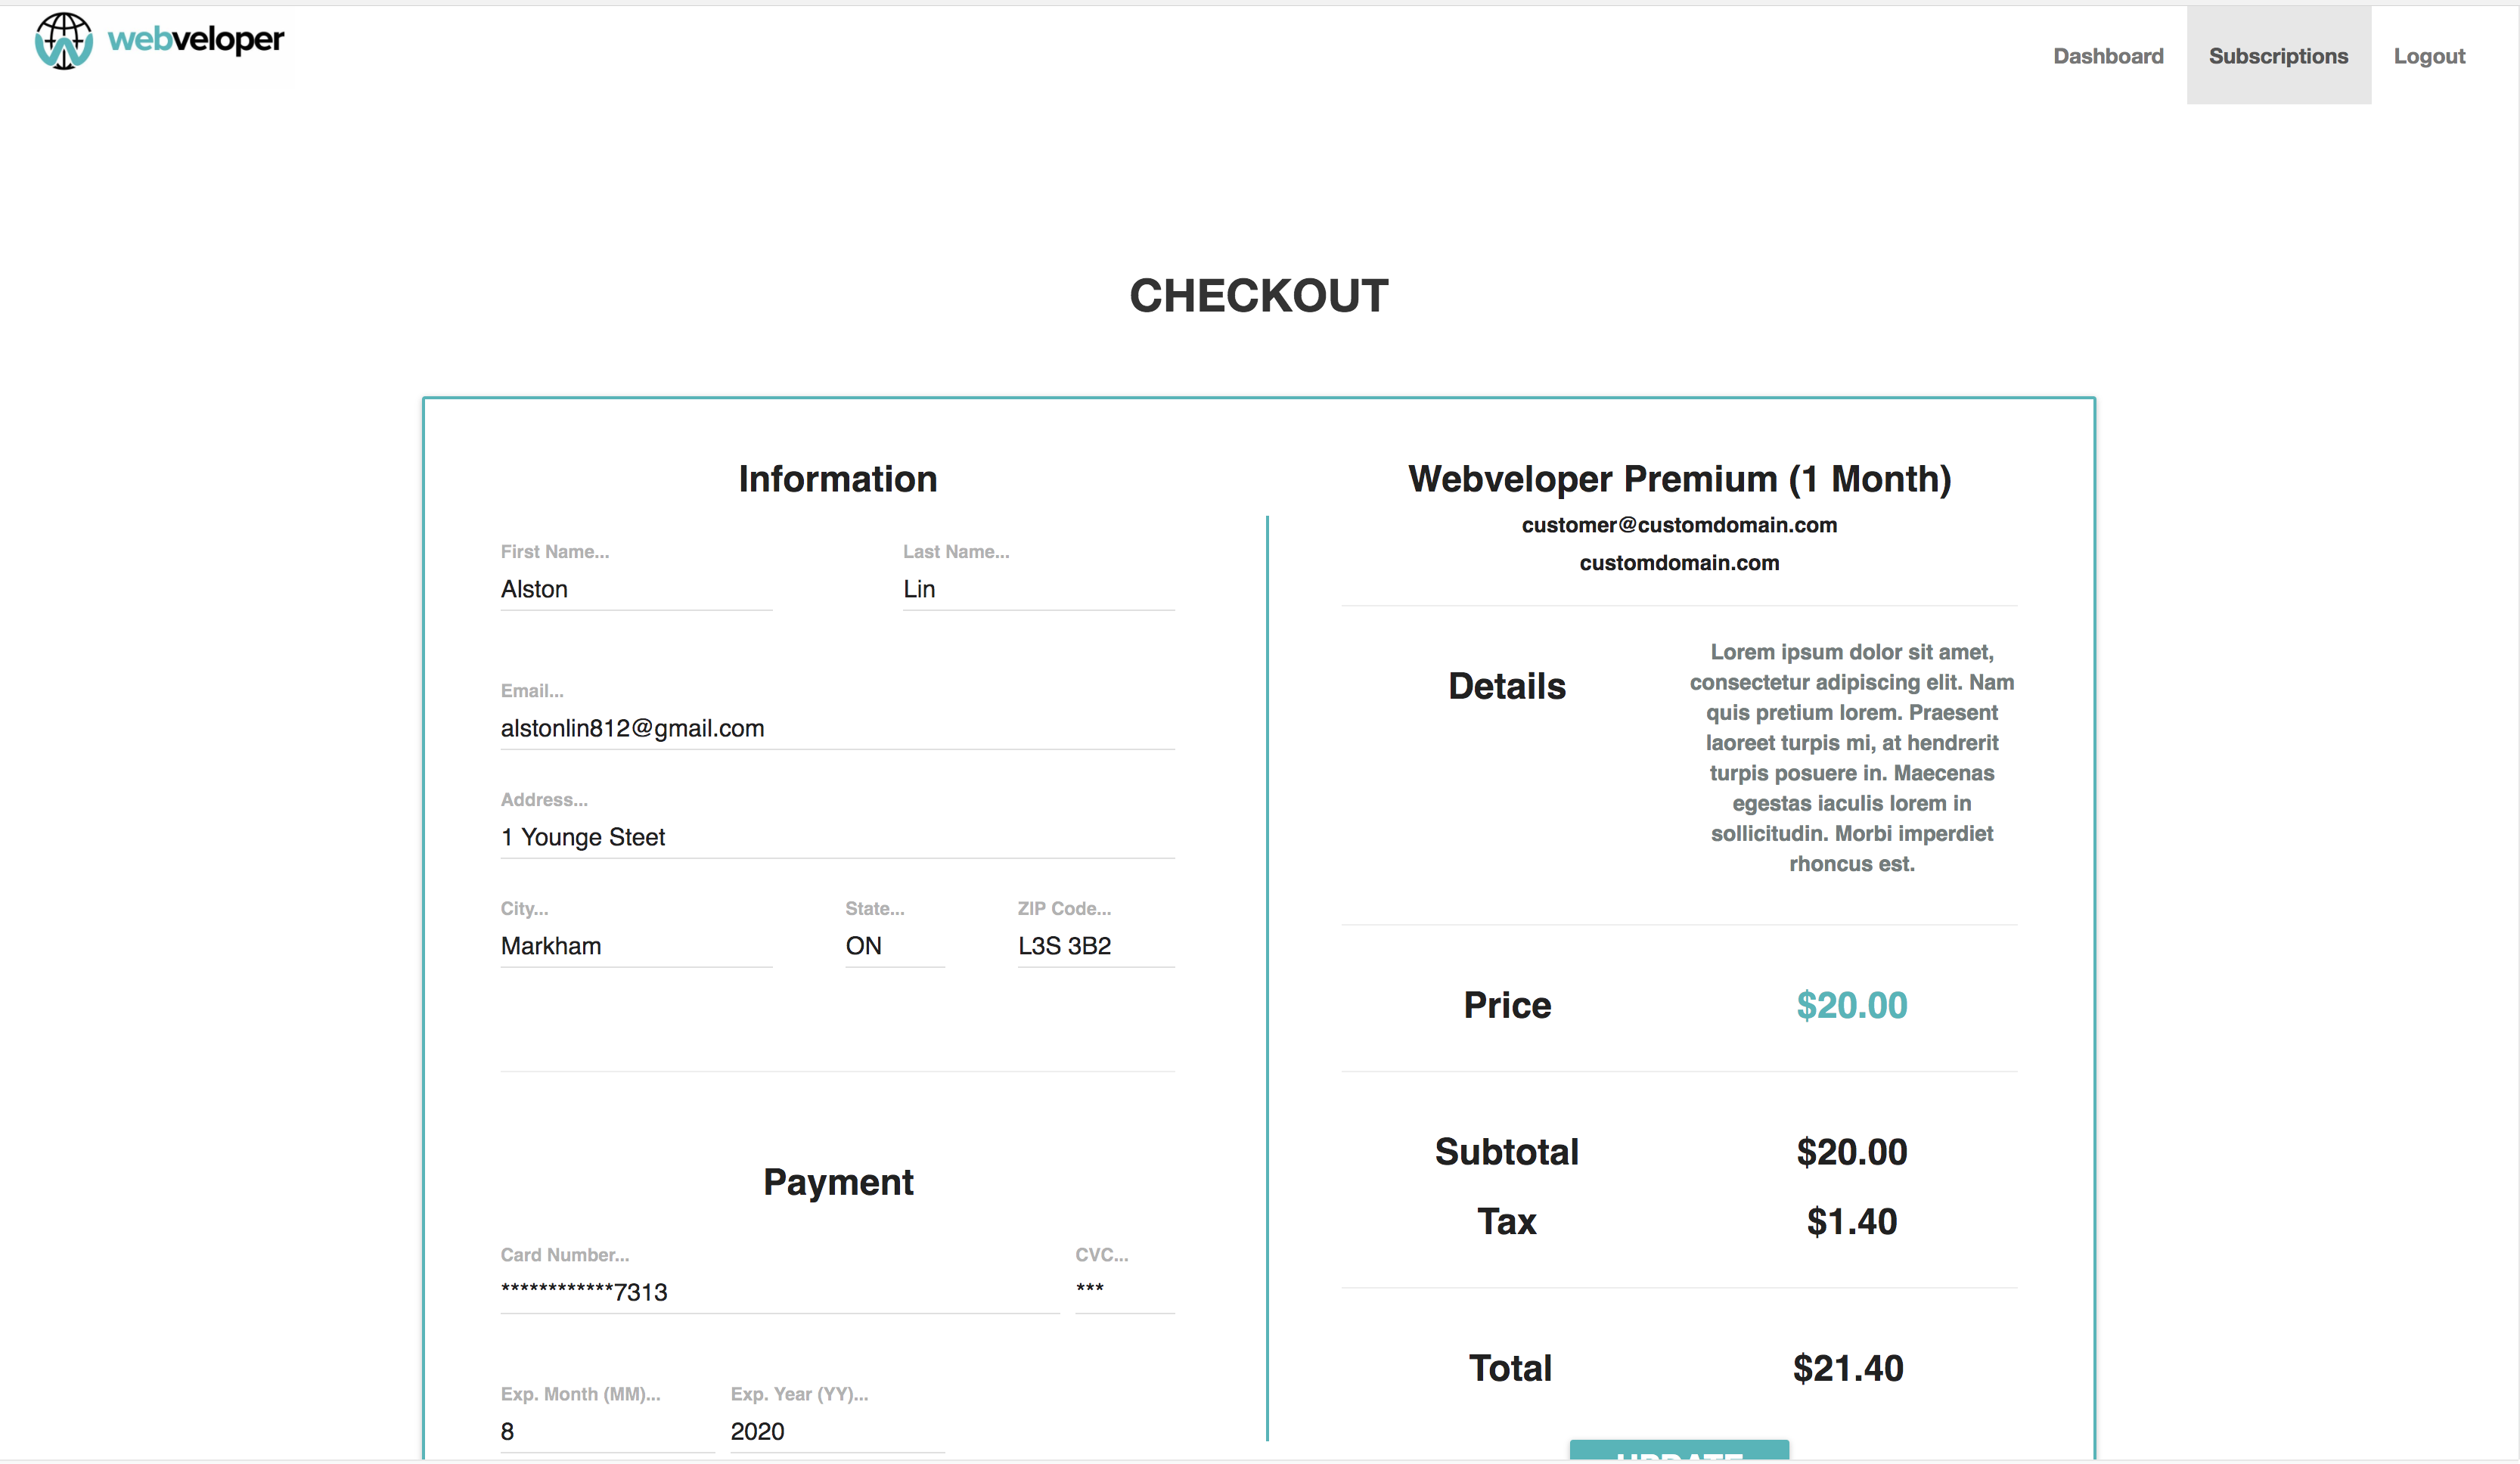 webveloper
Dashboard Subscriptions Logout
CHECKOUT
Information
First Name... Last Name...
Alston Lin
Email...
alstonlin812@gmail.com
Address...
1 Younge Steet
City... State... ZIP Code...
Markham ON L3S 3B2
Payment
Card Number... CVC...
************7313 ***
Exp. Month (MM)... Exp. Year (YY)...
8 2020
Webveloper Premium (1 Month)
customer@customdomain.com
customdomain.com
Details
Lorem ipsum dolor sit amet,
consectetur adipiscing elit. Nam
quis pretium lorem. Praesent
laoreet turpis mi, at hendrerit
turpis posuere in. Maecenas
egestas iaculis lorem in
sollicitudin. Morbi imperdiet
rhoncus est.
Price $20.00
Subtotal $20.00
Tax $1.40
Total $21.40
UPDATE